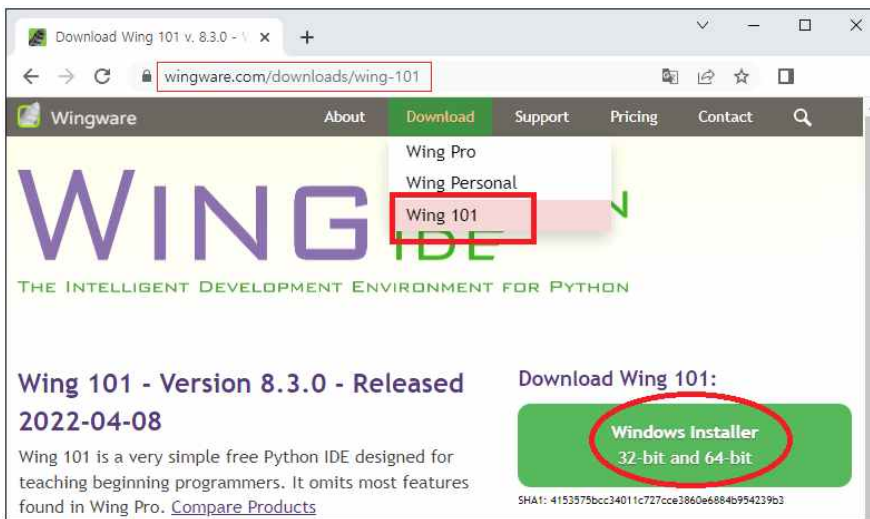 Download Wing 101 v. 8.3.0 -
wingware.com/downloads/wing-101
Wingware About Download Support Pricing Contact
Wing Pro
Wing Personal
Wing 101
WING
IDE
THE INTELLIGENT DEVELOPMENT ENVIRONMENT FOR PYTHON
Wing 101 - Version 8.3.0 - Released
2022-04-08
Wing 101 is a very simple free Python IDE designed for
teaching beginning programmers. It omits most features
found in Wing Pro. Compare Products
Download Wing 101:
Windows Installer
32-bit and 64-bit
SHA1: 4153575bcc34011c727cce3860e6884b954239b3